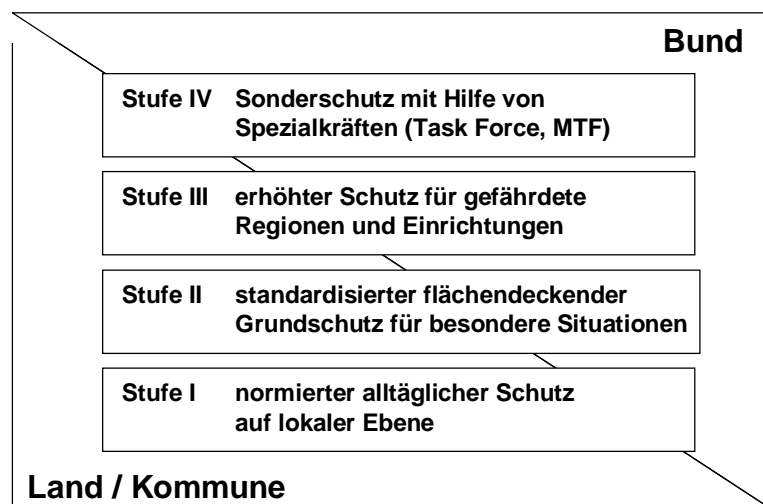 Bund
Stufe IV Sonderschutz mit Hilfe von
Spezialkräften (Task Force, MTF)
Stufe III erhöhter Schutz für gefährdete
Regionen und Einrichtungen
Stufe II standardisierter flächendeckender
Grundschutz für besondere Situationen
Stufe I normierter alltäglicher Schutz
auf lokaler Ebene
Land / Kommune